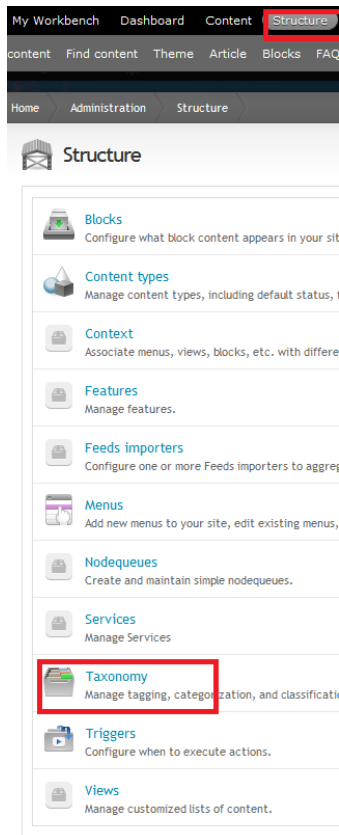 My Workbench Dashboard Content Structure
content Find content Theme Article Blocks FAQ
Home Administration Structure
Structure
Blocks
Configure what block content appears in your sit
Content types
Manage content types, including default status,
Context
Associate menus, views, blocks, etc. with differe
Features
Manage features.
Feeds importers
Configure one or more Feeds importers to aggreg
Menus
Add new menus to your site, edit existing menus,
Nodequeues
Create and maintain simple nodequeues.
Services
Manage Services
Taxonomy
Manage tagging, categorization, and classificatio
Triggers
Configure when to execute actions.
Views
Manage customized lists of content.